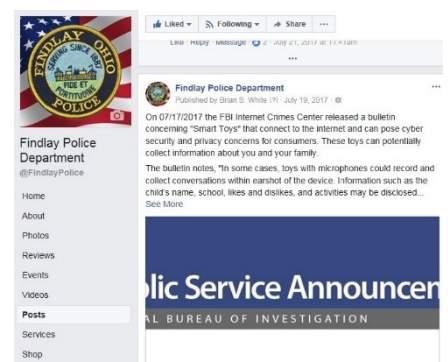 FINDLAY OHIO
SERVING SINCE 1887
FIDE ET
FORTITUDINE
POLICE
Findlay Police
Department
@FindlayPolice
Home
About
Photos
Reviews
Events
Videos
Posts
Services
Shop
Liked
Following
Share
···
Like · Reply · Message · 2 · July 21, 2017 at 11:41am
···
Findlay Police Department
Published by Brian S. White [?] · July 19, 2017 ·
On 07/17/2017 the FBI Internet Crimes Center released a bulletin
concerning "Smart Toys" that connect to the internet and can pose cyber
security and privacy concerns for consumers. These toys can potentially
collect information about you and your family.
The bulletin notes, "In some cases, toys with microphones could record and
collect conversations within earshot of the device. Information such as the
child's name, school, likes and dislikes, and activities may be disclosed...
See More
blic Service Announcem
AL BUREAU OF INVESTIGATION